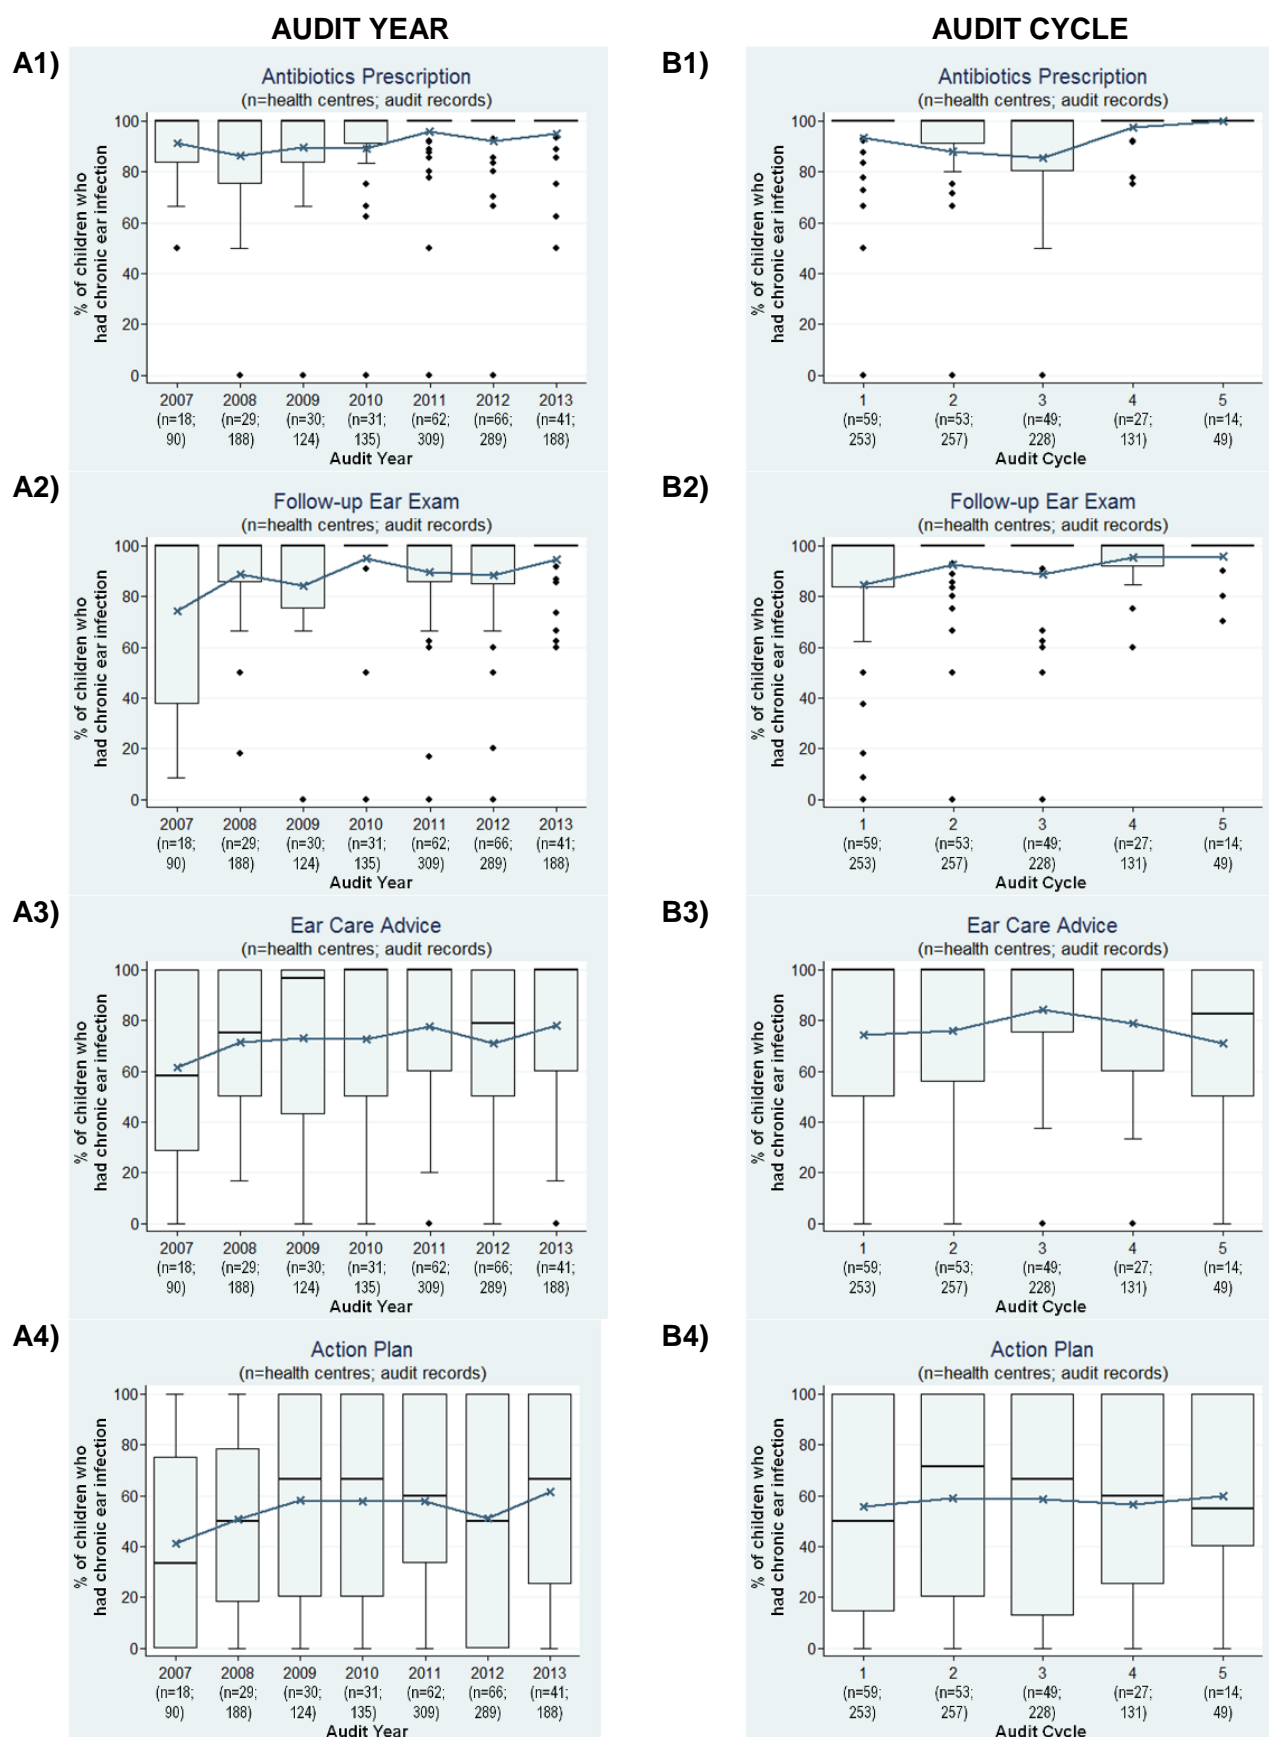 AUDIT YEAR
AUDIT CYCLE
A1)
Antibiotics Prescription
(n=health centres; audit records)
% of children who
had chronic ear infection
100
80
60
40
20
0
2007 2008 2009 2010 2011 2012 2013
(n=18; (n=29; (n=30; (n=31; (n=62; (n=66; (n=41;
90) 188) 124) 135) 309) 289) 188)
Audit Year
B1)
Antibiotics Prescription
(n=health centres; audit records)
% of children who
had chronic ear infection
100
80
60
40
20
0
1 2 3 4 5
(n=59; (n=53; (n=49; (n=27; (n=14;
253) 257) 228) 131) 49)
Audit Cycle
A2)
Follow-up Ear Exam
(n=health centres; audit records)
% of children who
had chronic ear infection
100
80
60
40
20
0
2007 2008 2009 2010 2011 2012 2013
(n=18; (n=29; (n=30; (n=31; (n=62; (n=66; (n=41;
90) 188) 124) 135) 309) 289) 188)
Audit Year
B2)
Follow-up Ear Exam
(n=health centres; audit records)
% of children who
had chronic ear infection
100
80
60
40
20
0
1 2 3 4 5
(n=59; (n=53; (n=49; (n=27; (n=14;
253) 257) 228) 131) 49)
Audit Cycle
A3)
Ear Care Advice
(n=health centres; audit records)
% of children who
had chronic ear infection
100
80
60
40
20
0
2007 2008 2009 2010 2011 2012 2013
(n=18; (n=29; (n=30; (n=31; (n=62; (n=66; (n=41;
90) 188) 124) 135) 309) 289) 188)
Audit Year
B3)
Ear Care Advice
(n=health centres; audit records)
% of children who
had chronic ear infection
100
80
60
40
20
0
1 2 3 4 5
(n=59; (n=53; (n=49; (n=27; (n=14;
253) 257) 228) 131) 49)
Audit Cycle
A4)
Action Plan
(n=health centres; audit records)
% of children who
had chronic ear infection
100
80
60
40
20
0
2007 2008 2009 2010 2011 2012 2013
(n=18; (n=29; (n=30; (n=31; (n=62; (n=66; (n=41;
90) 188) 124) 135) 309) 289) 188)
Audit Year
B4)
Action Plan
(n=health centres; audit records)
% of children who
had chronic ear infection
100
80
60
40
20
0
1 2 3 4 5
(n=59; (n=53; (n=49; (n=27; (n=14;
253) 257) 228) 131) 49)
Audit Cycle